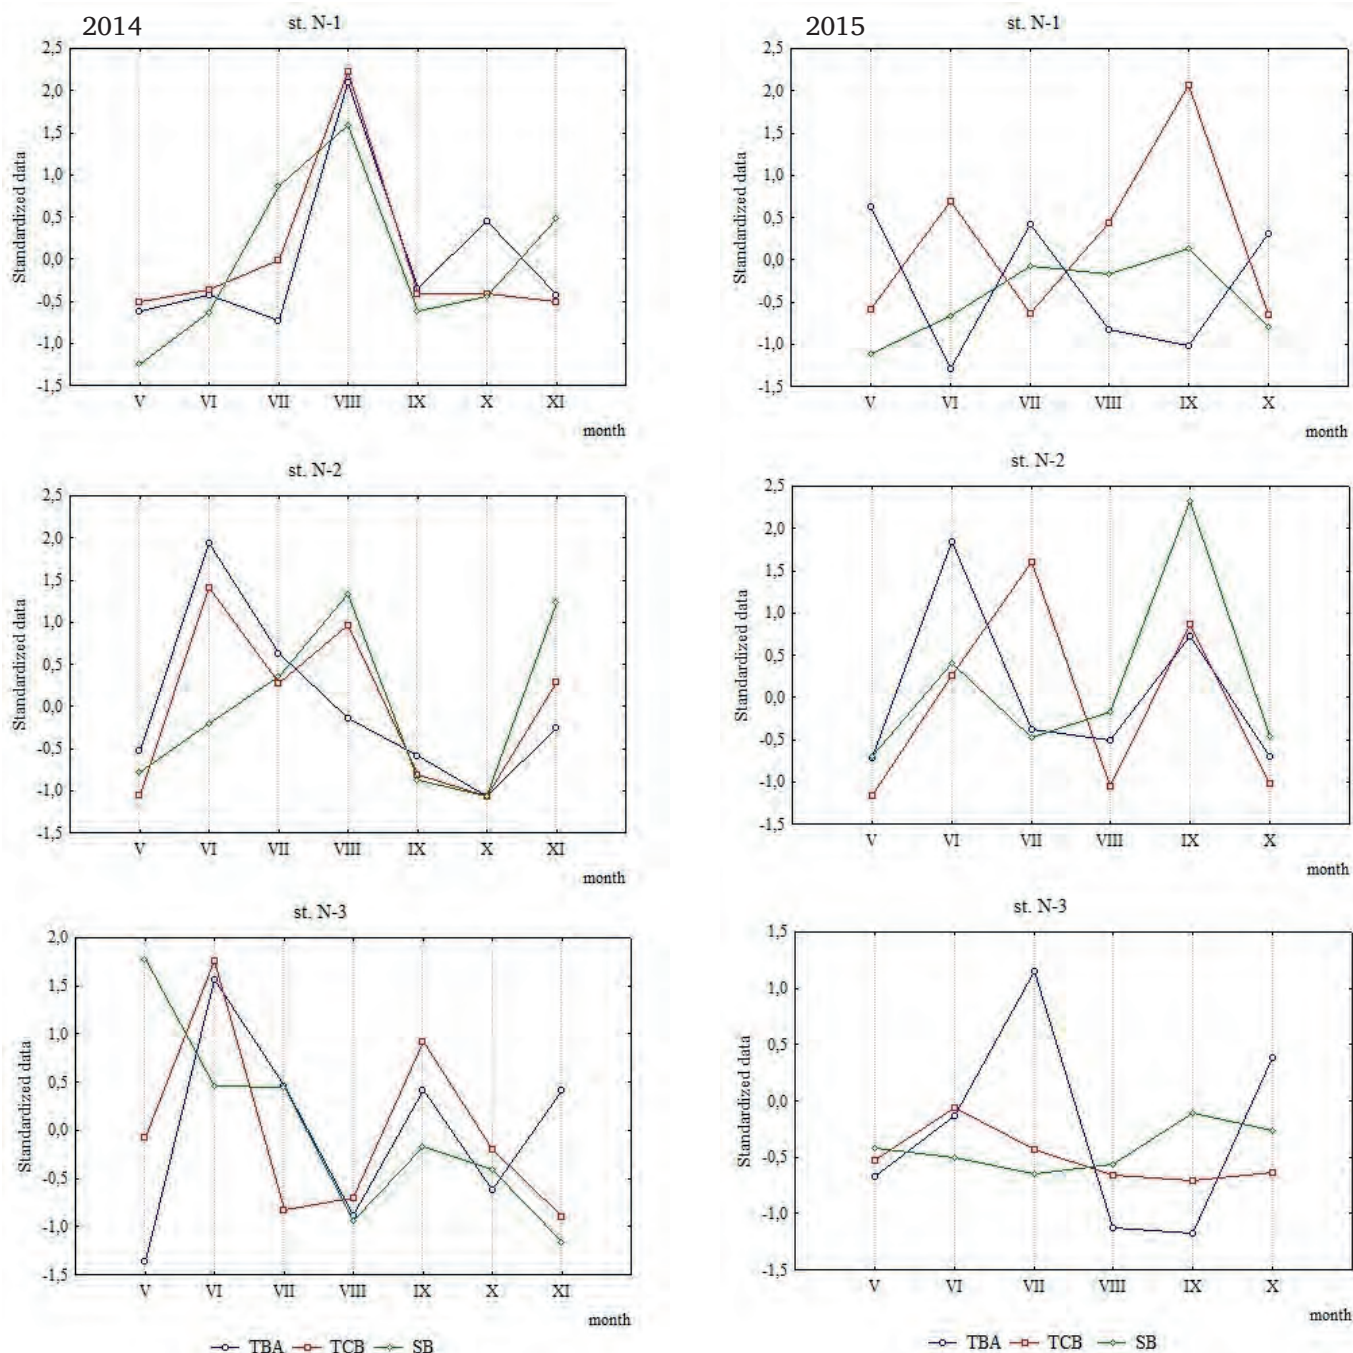 2014
st. N-1
2,5
2,0
1,5
1,0
0,5
0,0
-0,5
-1,0
-1,5
Standardized data
V VI VII VIII IX X XI
month
2015
st. N-1
2,5
2,0
1,5
1,0
0,5
0,0
-0,5
-1,0
-1,5
Standardized data
V VI VII VIII IX X
month
st. N-2
2,5
2,0
1,5
1,0
0,5
0,0
-0,5
-1,0
-1,5
Standardized data
V VI VII VIII IX X XI
month
st. N-2
2,5
2,0
1,5
1,0
0,5
0,0
-0,5
-1,0
-1,5
Standardized data
V VI VII VIII IX X
month
st. N-3
2,0
1,5
1,0
0,5
0,0
-0,5
-1,0
-1,5
Standardized data
V VI VII VIII IX X XI
month
TBA TCB SB
st. N-3
1,5
1,0
0,5
0,0
-0,5
-1,0
-1,5
Standardized data
V VI VII VIII IX X
month
TBA TCB SB